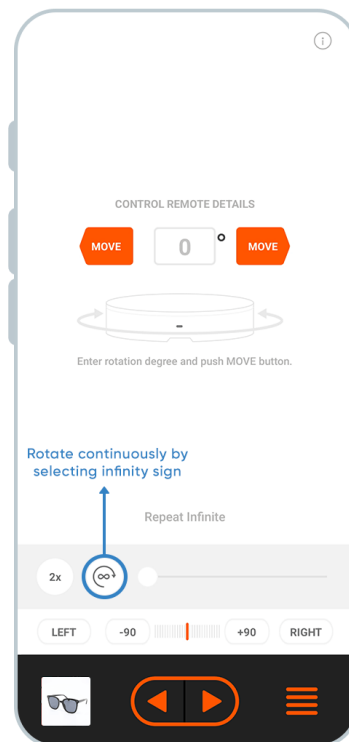 CONTROL REMOTE DETAILS
MOVE
0°
MOVE
Enter rotation degree and push MOVE button.
Rotate continuously by
selecting infinity sign
Repeat Infinite
2x
∞
LEFT
-90
+90
RIGHT